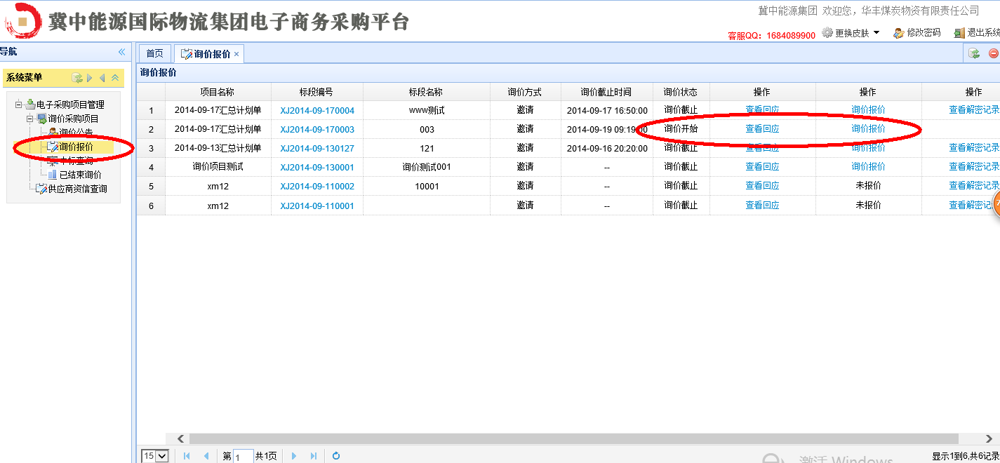 冀中能源国际物流集团电子商务采购平台
冀中能源集团 欢迎您，华丰煤炭物资有限责任公司
客服QQ：1684089900 更换皮肤 修改密码 退出系统
导航
首页 询价报价 ×
系统菜单
电子采购项目管理
询价采购项目
询价公告
询价报价
中标查询
已结束询价
供应商资信查询
询价报价
项目名称 标段编号 标段名称 询价方式 询价截止时间 询价状态 操作 操作 操作
1 2014-09-17汇总计划单 XJ2014-09-170004 www测试 邀请 2014-09-17 16:50:00 询价截止 查看回应 询价报价 查看解密记录
2 2014-09-17汇总计划单 XJ2014-09-170003 003 邀请 2014-09-19 09:19:00 询价开始 查看回应 询价报价
3 2014-09-13汇总计划单 XJ2014-09-130127 121 邀请 2014-09-16 20:20:00 询价截止 查看回应 询价报价 查看解密记录
4 询价项目测试 XJ2014-09-130001 询价测试001 邀请 -- 询价截止 查看回应 询价报价 查看解密记录
5 xm12 XJ2014-09-110002 10001 邀请 -- 询价截止 查看回应 未报价 查看解密记录
6 xm12 XJ2014-09-110001 邀请 -- 询价截止 查看回应 未报价 查看解密记
7
15 第 1 共1页 显示1到6,共6记录
激活 Windows